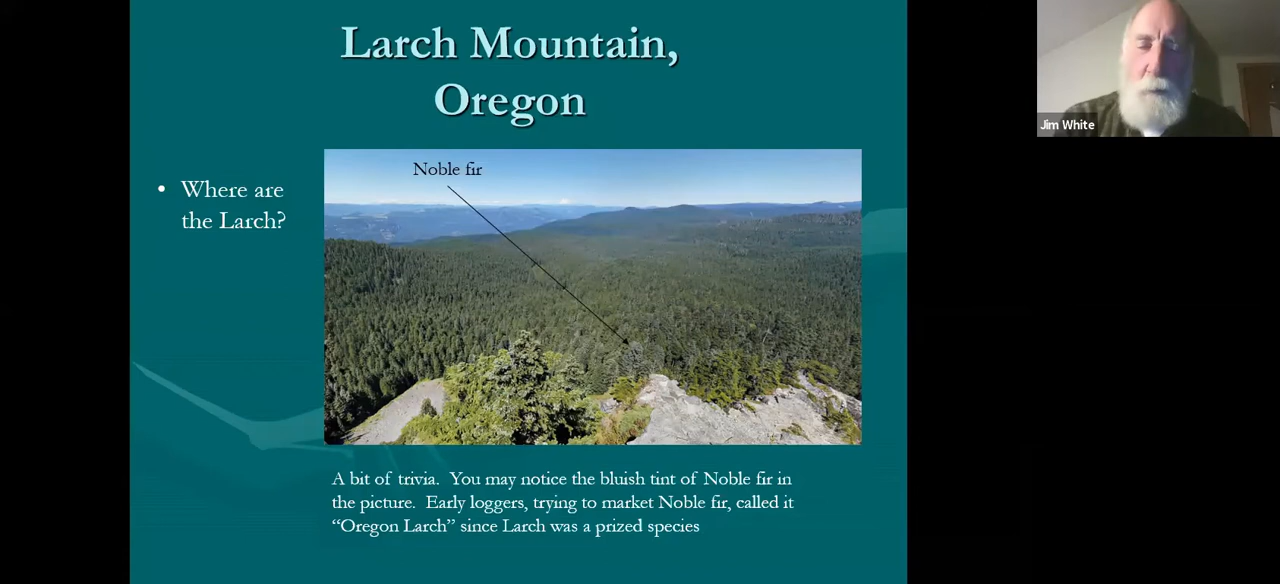 Larch Mountain,
Oregon
• Where are
the Larch?
Noble fir
A bit of trivia.  You may notice the bluish tint of Noble fir in
the picture.  Early loggers, trying to market Noble fir, called it
“Oregon Larch” since Larch was a prized species
Jim White